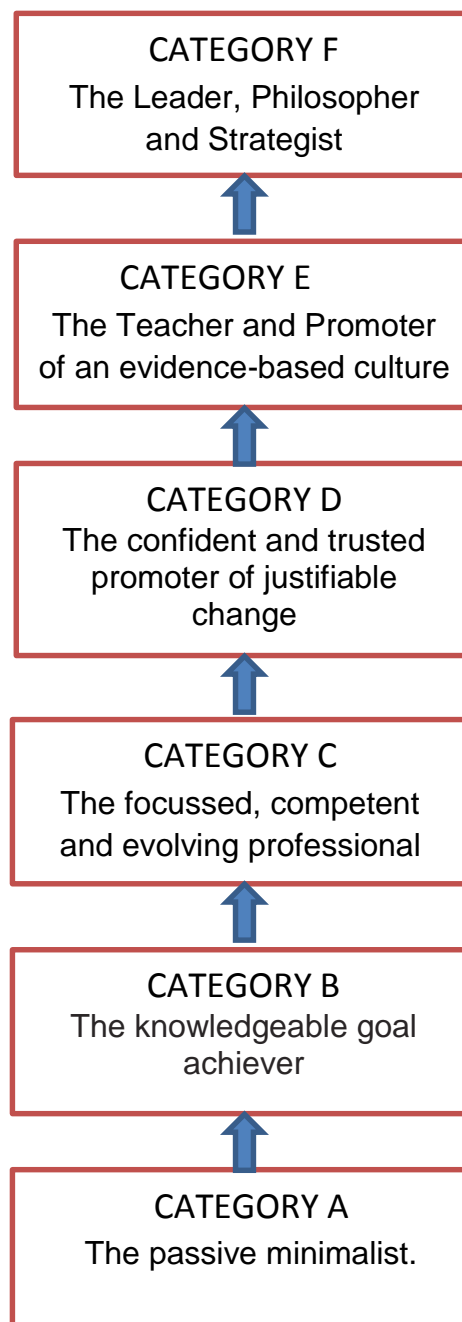 CATEGORY F
The Leader, Philosopher
and Strategist
CATEGORY E
The Teacher and Promoter
of an evidence-based culture
CATEGORY D
The confident and trusted
promoter of justifiable
change
CATEGORY C
The focussed, competent
and evolving professional
CATEGORY B
The knowledgeable goal
achiever
CATEGORY A
The passive minimalist.